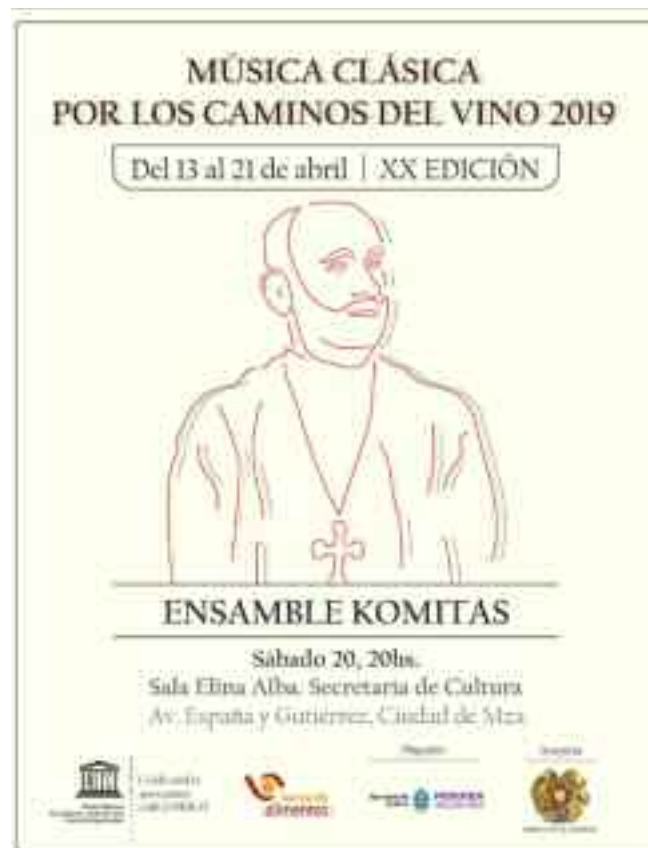 MÚSICA CLÁSICA
POR LOS CAMINOS DEL VINO 2019
Del 13 al 21 de abril | XX EDICIÓN
ENSAMBLE KOMITAS
Sábado 20, 20hs.
Sala Elina Alba. Secretaría de Cultura
Av. España y Gutiérrez, Ciudad de Mza
alimentos